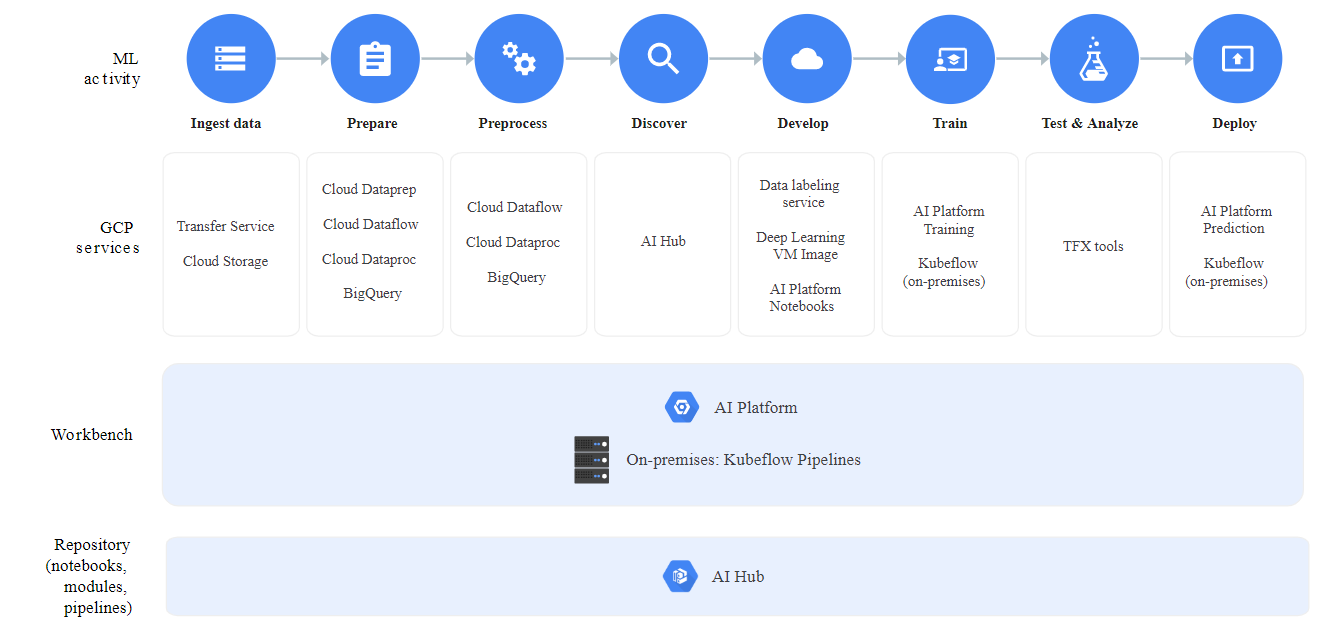 ML
activity
Ingest data
Prepare
Preprocess
Discover
Develop
Train
Test & Analyze
Deploy
GCP
services
Transfer Service
Cloud Storage
Cloud Dataprep
Cloud Dataflow
Cloud Dataproc
BigQuery
Cloud Dataflow
Cloud Dataproc
BigQuery
AI Hub
Data labeling
service
Deep Learning
VM Image
AI Platform
Notebooks
AI Platform
Training
Kubeflow
(on-premises)
TFX tools
AI Platform
Prediction
Kubeflow
(on-premises)
Workbench
AI Platform
On-premises: Kubeflow Pipelines
Repository
(notebooks,
modules,
pipelines)
AI Hub